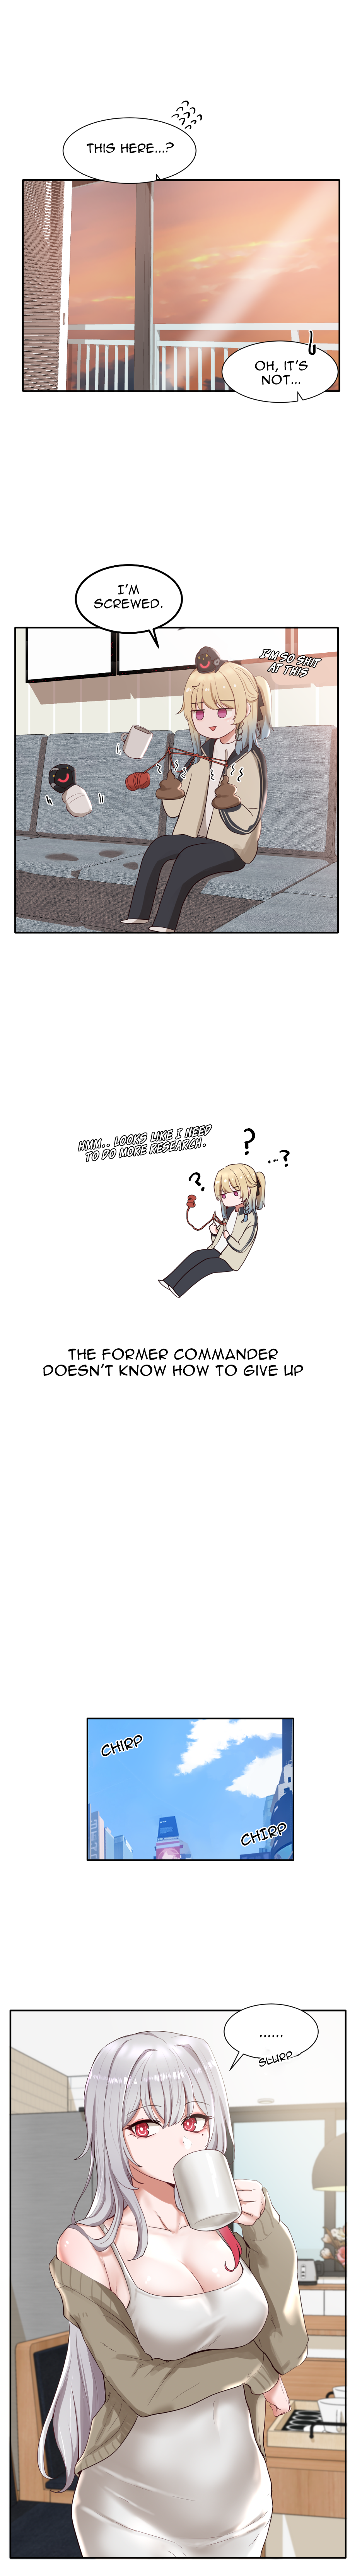 THIS HERE...?
OH, IT'S
NOT...
I'M
SCREWED.
I'M SO SHIT
AT THIS
HMM.. LOOKS LIKE I NEED
TO DO MORE RESEARCH.
?
?
...?
THE FORMER COMMANDER
DOESN'T KNOW HOW TO GIVE UP
CHIRP
CHIRP
......
SLURP